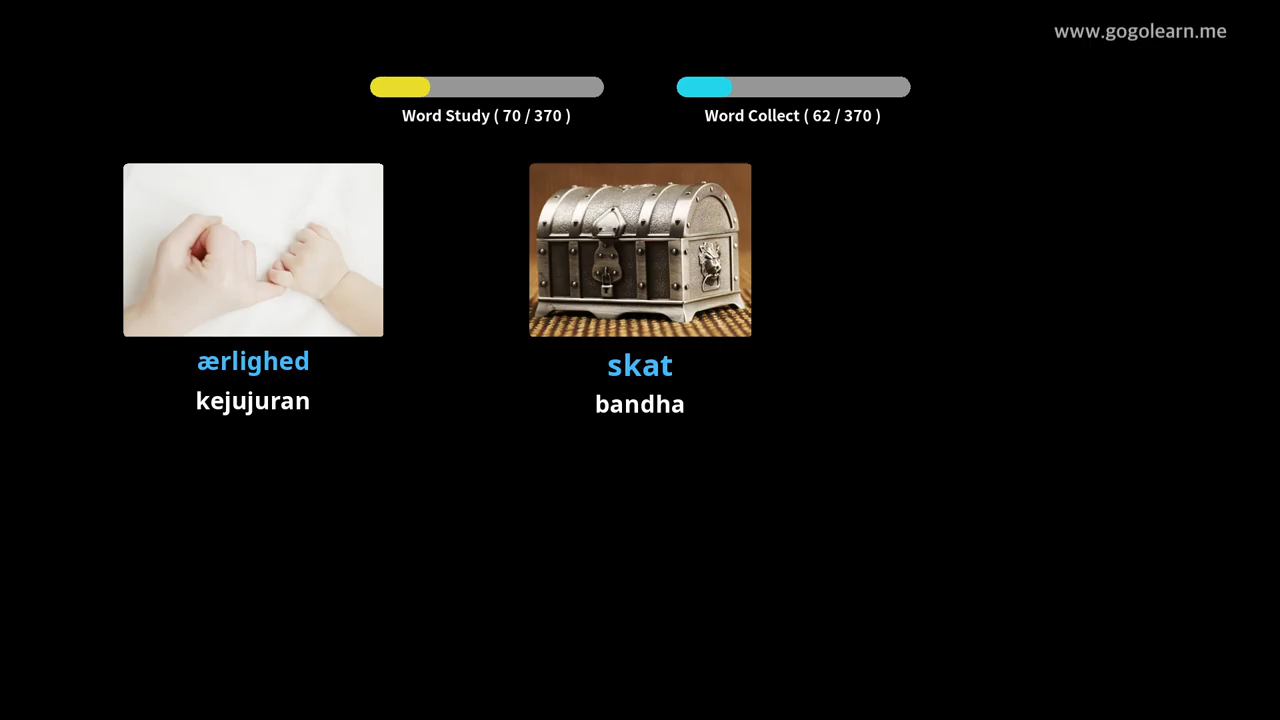 www.gogolearn.me
Word Study ( 70 / 370 )
Word Collect ( 62 / 370 )
ærlighed
kejujuran
skat
bandha